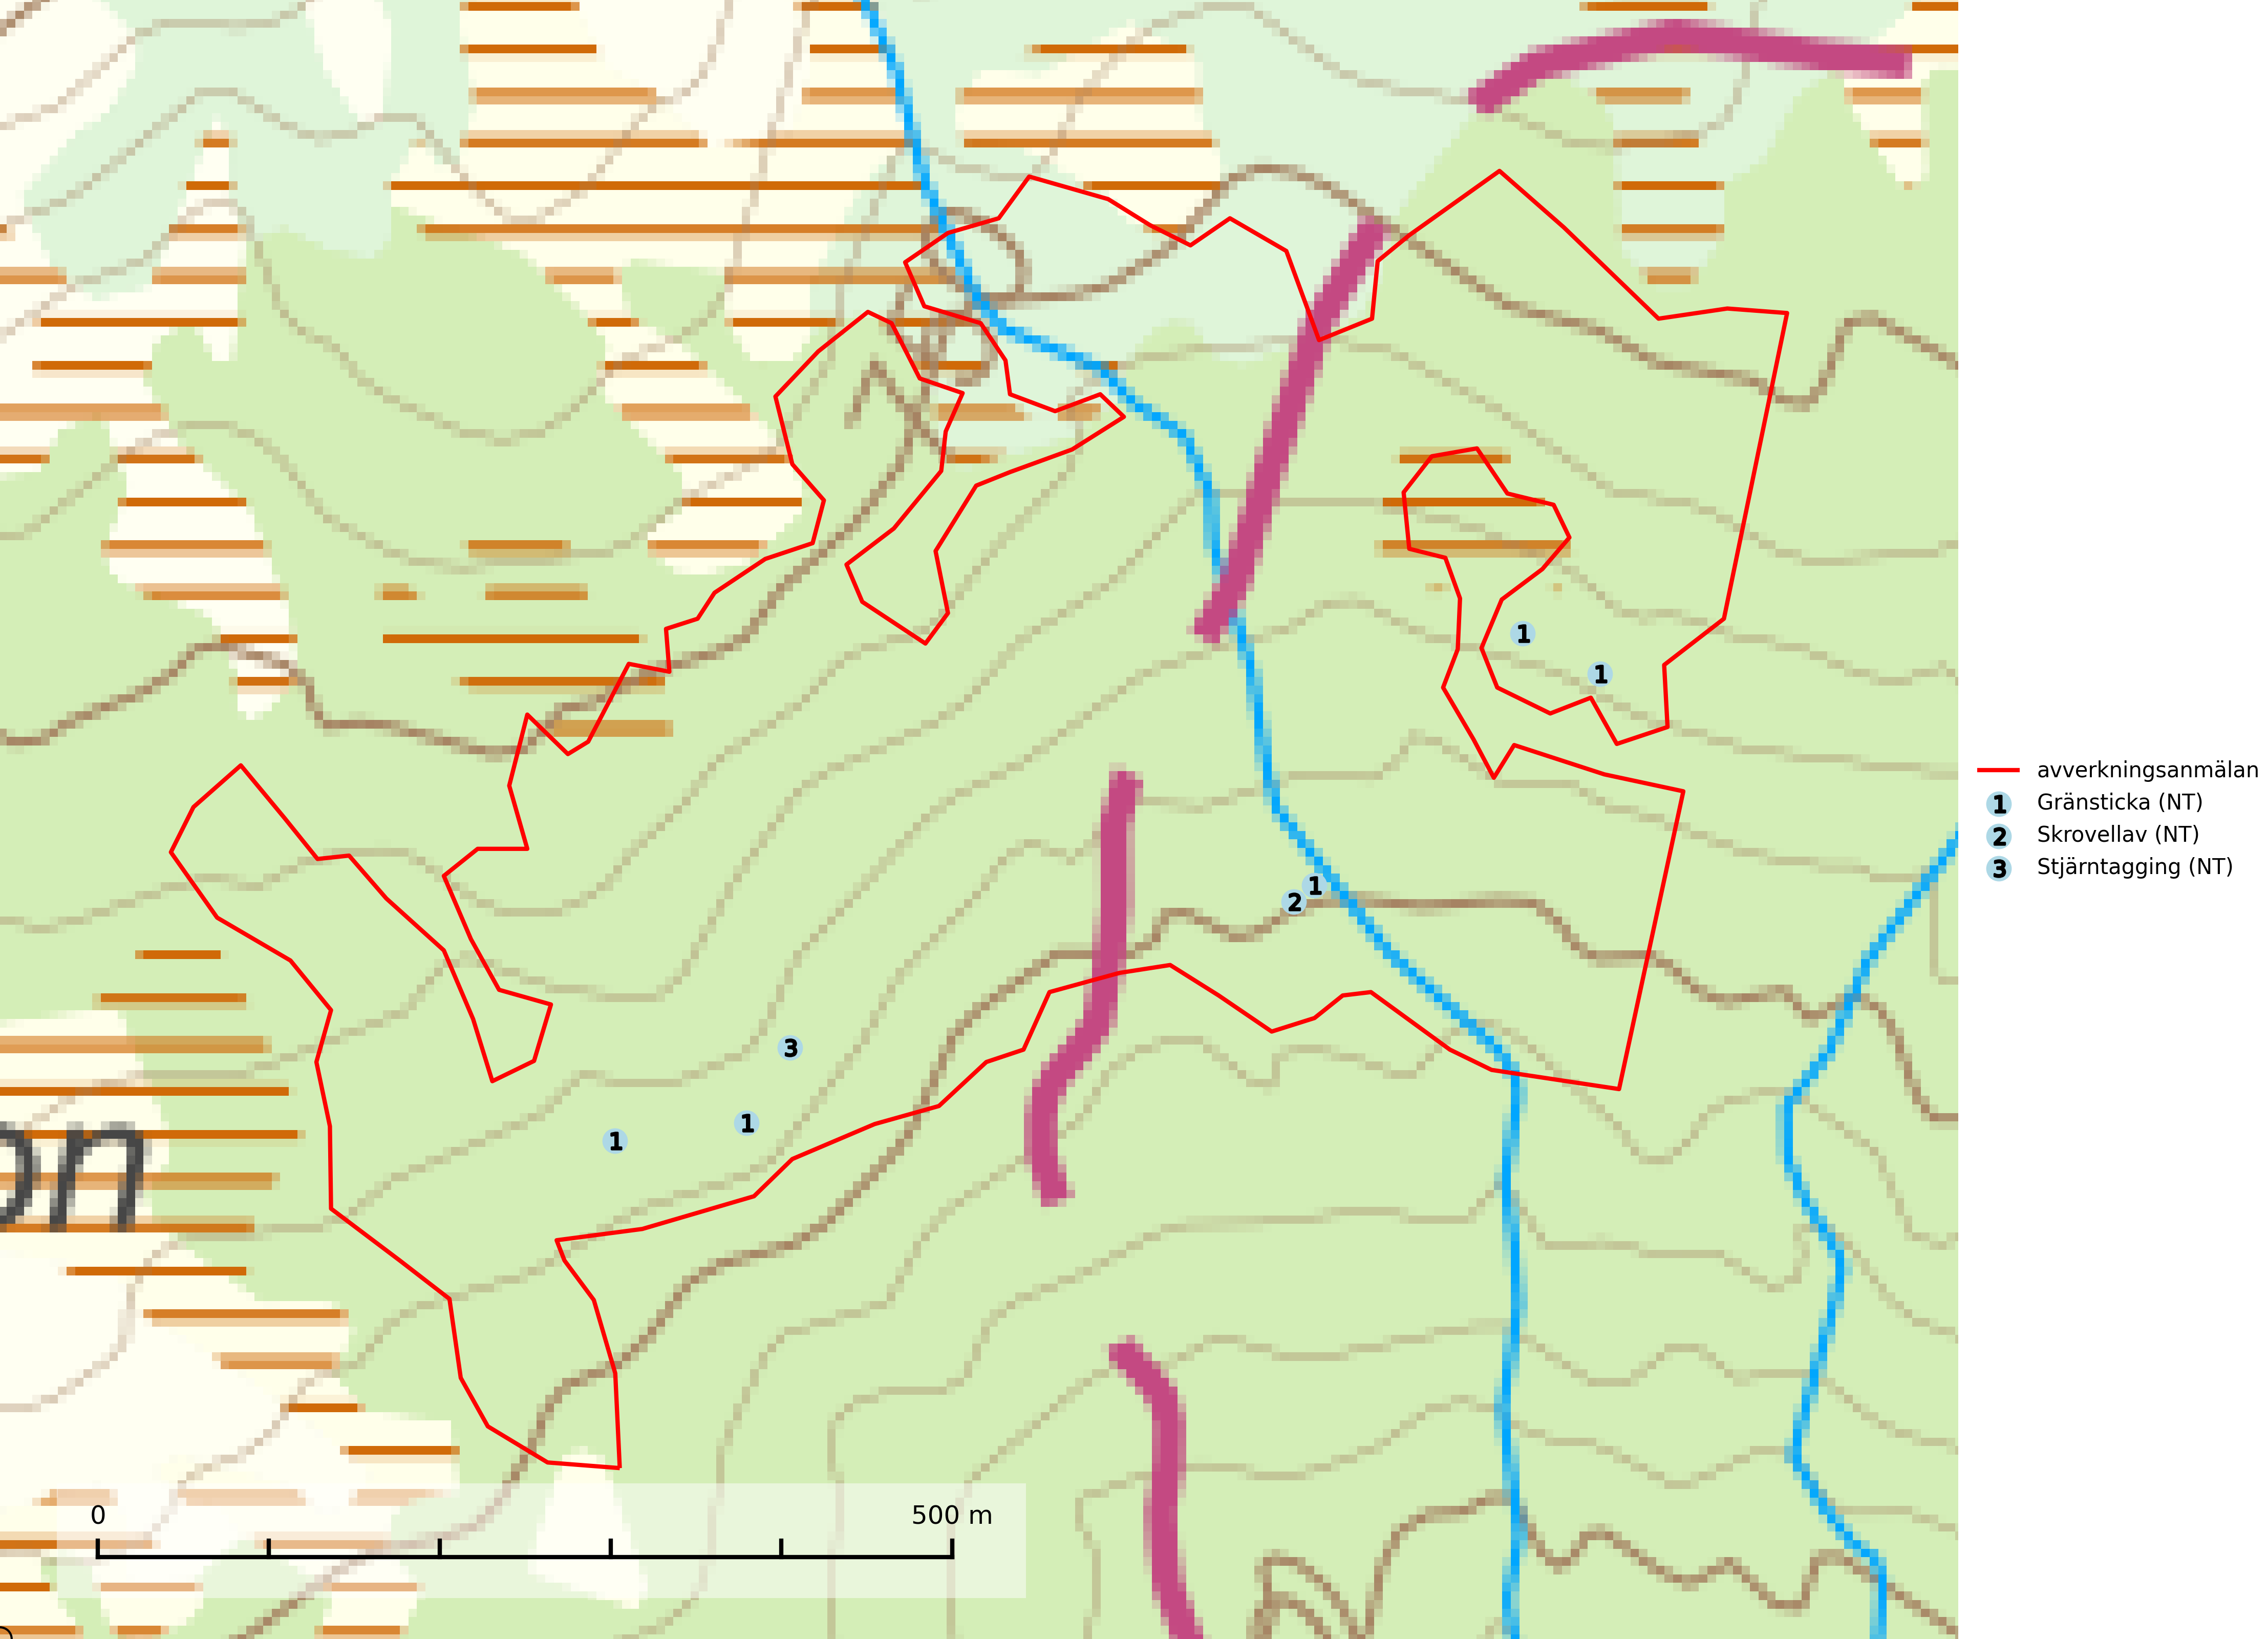 1
1
1
2
3
1
1
on
0 500 m
avverkningsanmälan
1 Gränsticka (NT)
2 Skrovellav (NT)
3 Stjärntagging (NT)